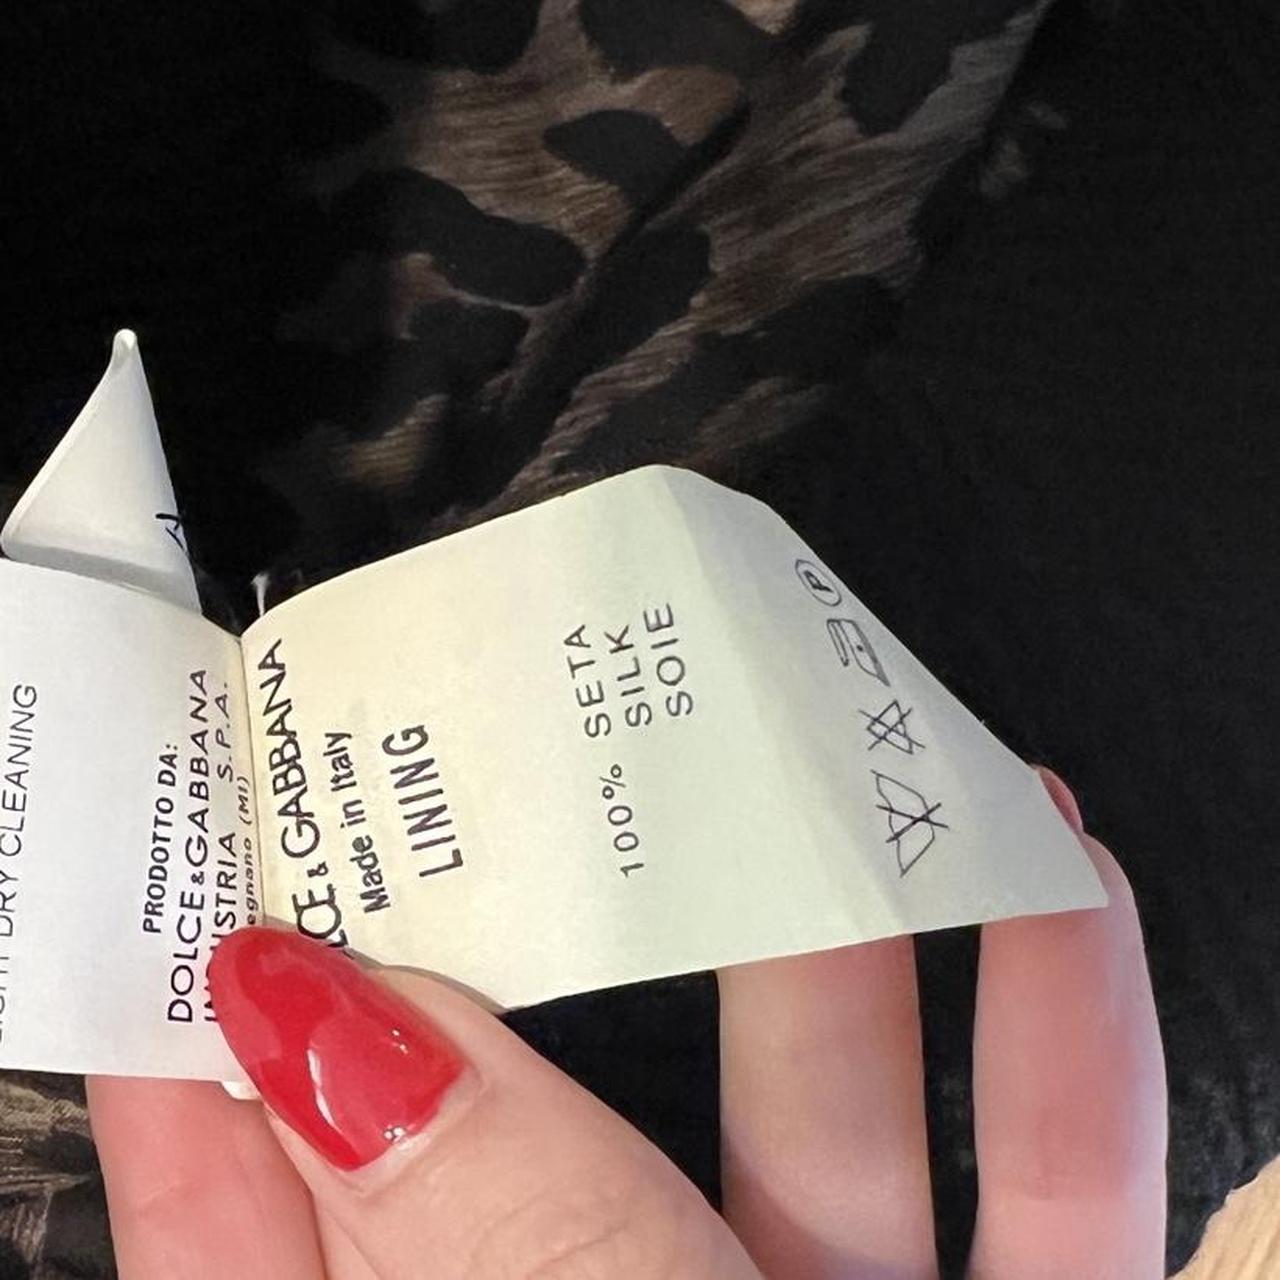 DRY CLEANING
PRODOTTO DA:
DOLCE & GABBANA
S.P.A.
(MI)
& GABBANA
Made in Italy
LINING
100% SETA
SILK
SOIE
P